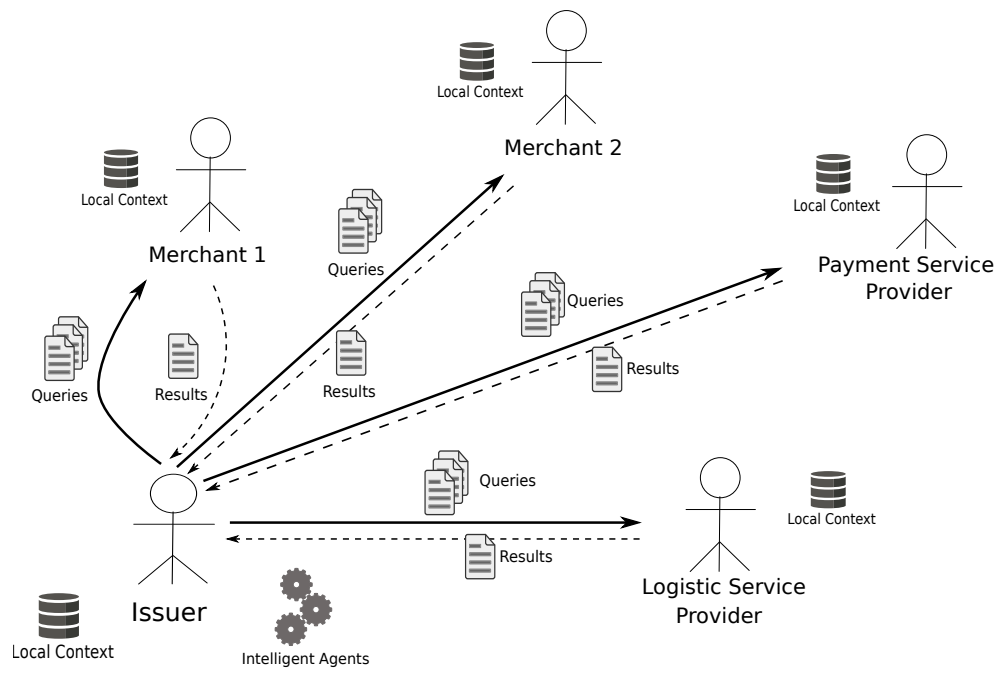 Local Context
Merchant 2
Local Context
Merchant 1
Local Context
Payment Service
Provider
Queries
Queries
Results
Queries
Results
Results
Queries
Results
Local Context
Logistic Service
Provider
Issuer
Local Context
Intelligent Agents